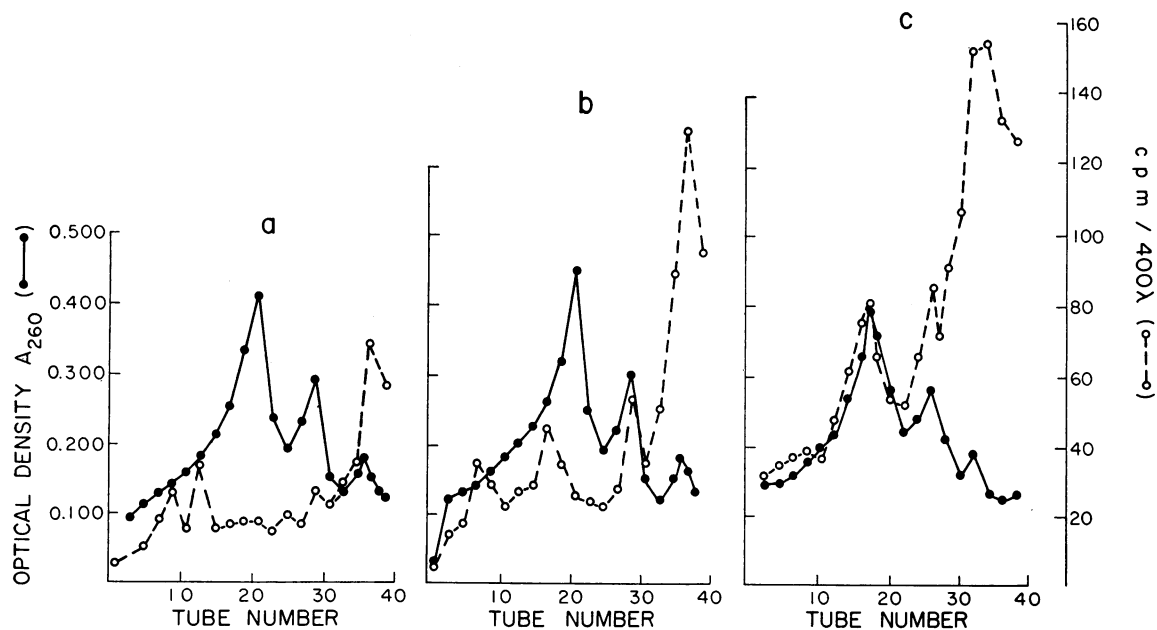 a
b
c
OPTICAL DENSITY A260 ( )
0.500
0.400
0.300
0.200
0.100
10 20 30 40
TUBE NUMBER
10 20 30 40
TUBE NUMBER
10 20 30 40
TUBE NUMBER
160
140
120
100
80
60
40
20
cpm / 400λ ( )